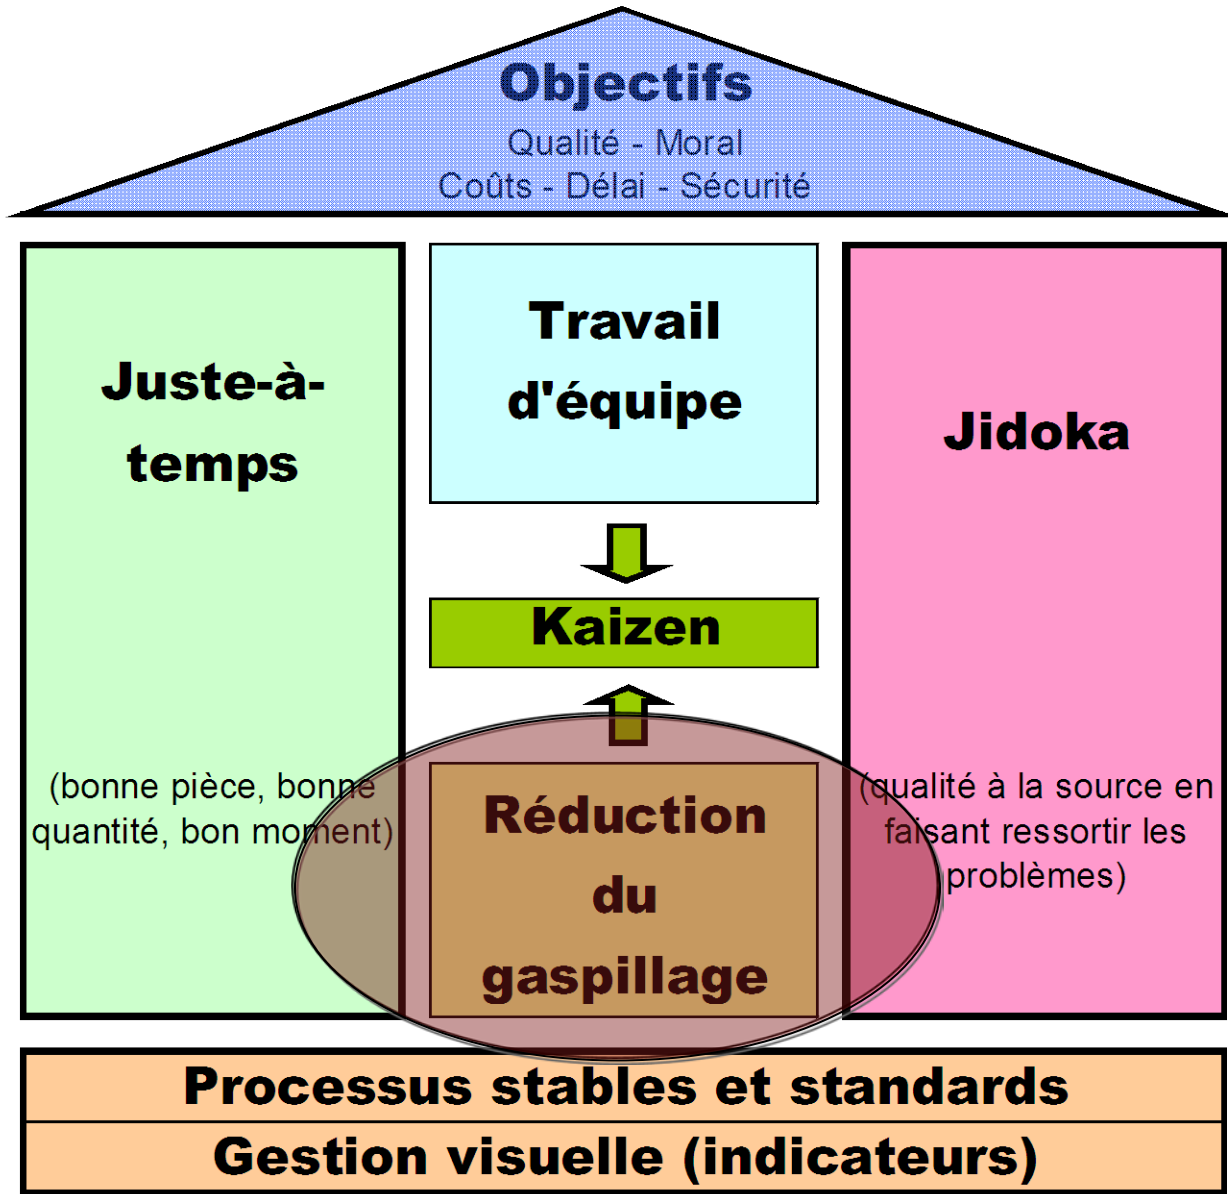 Objectifs
Qualité - Moral
Coûts - Délai - Sécurité
Juste-à-
temps
(bonne pièce, bonne
quantité, bon moment)
Travail
d'équipe
Kaizen
Réduction
du
gaspillage
Jidoka
(qualité à la source en
faisant ressortir les
problèmes)
Processus stables et standards
Gestion visuelle (indicateurs)